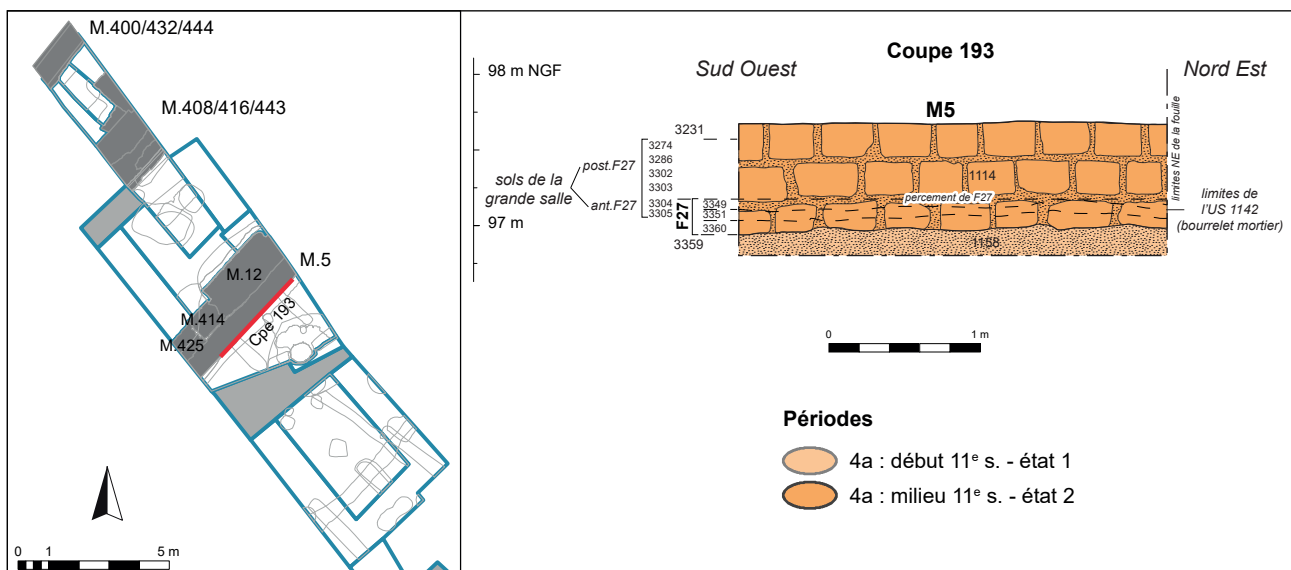 M.400/432/444
M.408/416/443
M.5
M.12
M.414
M.425
Cpe 193
0 1 5 m
Coupe 193
Sud Ouest
Nord Est
98 m NGF
97 m
M5
3231
3274
3286
3302
3303
3304
3305
post.F27
ant.F27
sols de la
grande salle
F27
3349
3351
3360
3359
1114
percement de F27
1158
limites NE de la fouille
limites de
l'US 1142
(bourrelet mortier)
0 1 m
Périodes
4a : début 11e s. - état 1
4a : milieu 11e s. - état 2